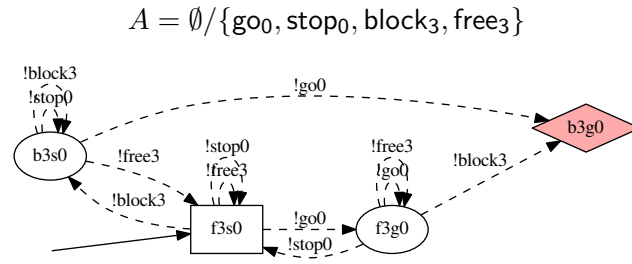 A = ∅/{go₀, stop₀, block₃, free₃}
!block3
!stop0
!go0
b3g0
b3s0
!free3
!stop0
!free3
!free3
!go0
!block3
!block3
f3s0
!go0
f3g0
!stop0